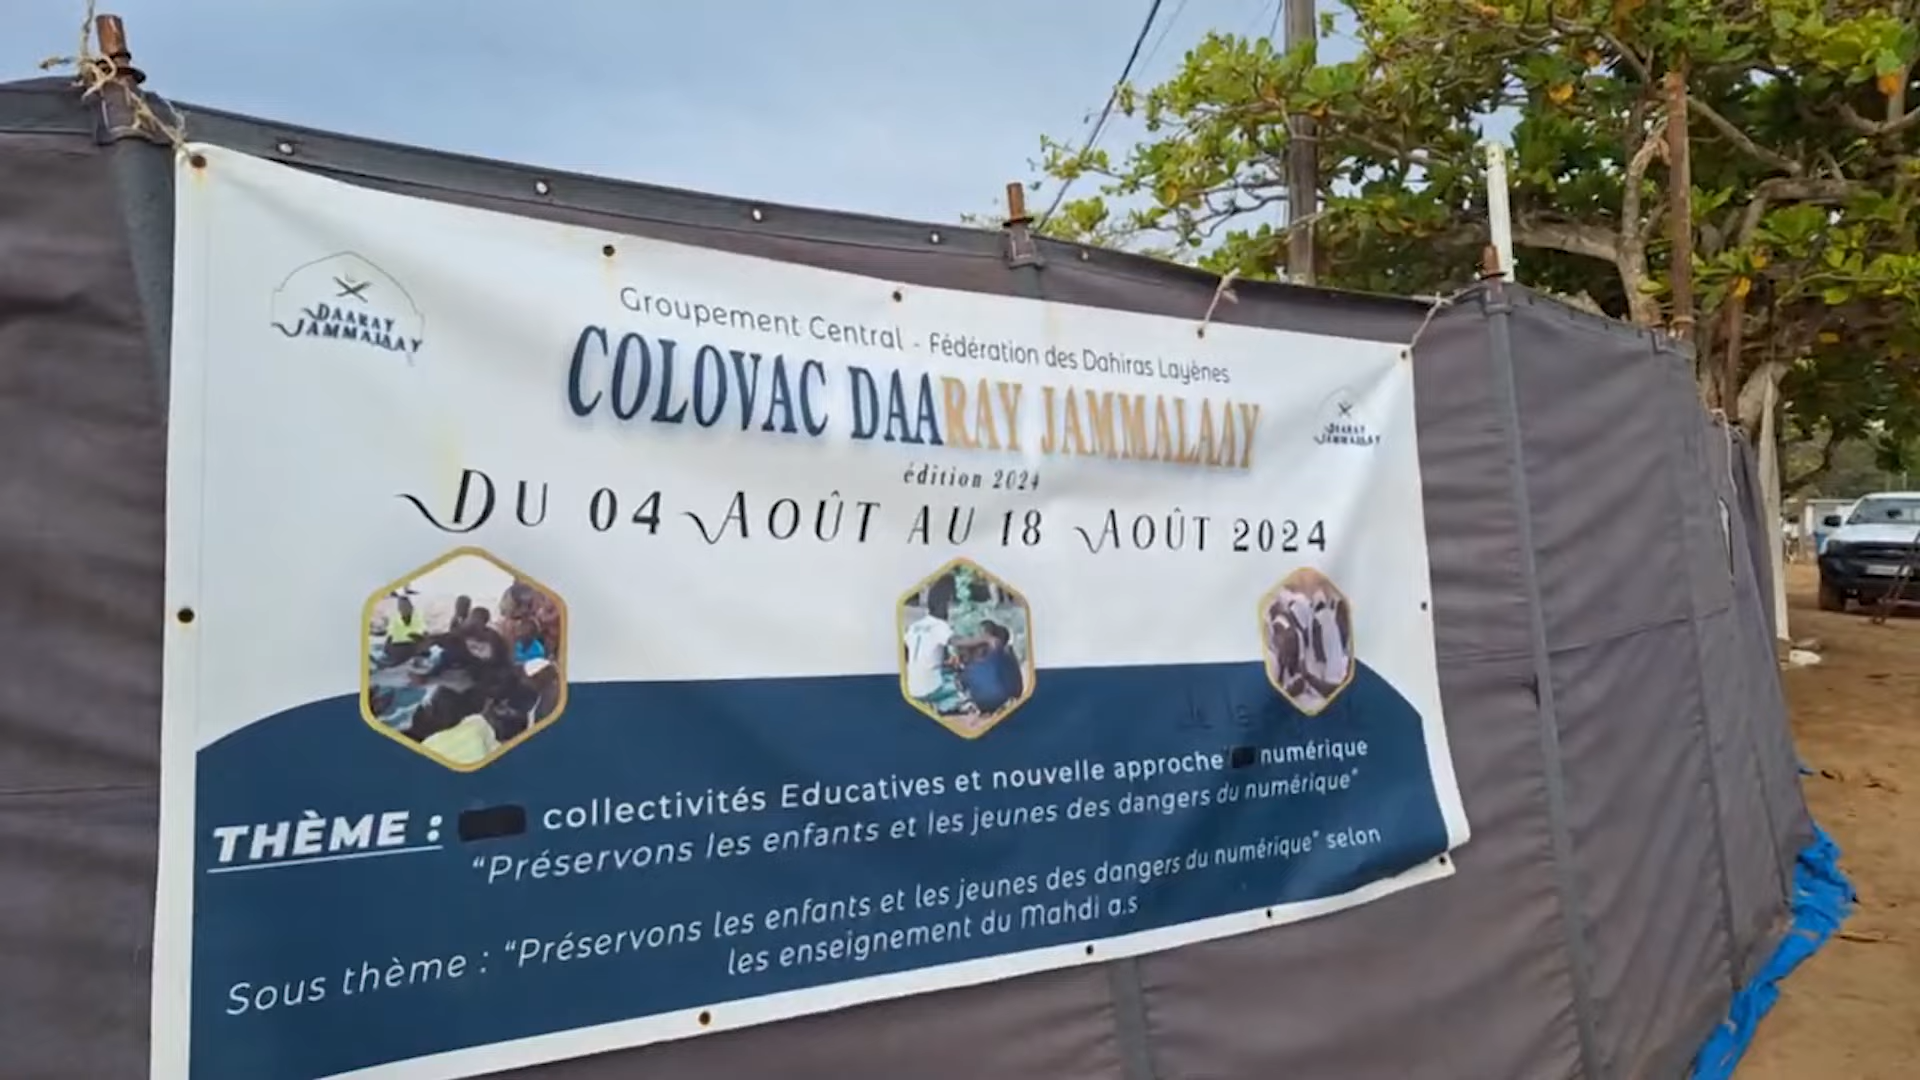 DAARAY
JAMMALAAY
Groupement Central - Fédération des Dahiras Layènes
COLOVAC DAARAY JAMMALAAY
DAARAY
JAMMALAAY
édition 2024
DU 04 AOÛT AU 18 AOÛT 2024
THÈME : collectivités Educatives et nouvelle approche numérique
“Préservons les enfants et les jeunes des dangers du numérique”
Sous thème : “Préservons les enfants et les jeunes des dangers du numérique” selon
les enseignement du Mahdi a.s